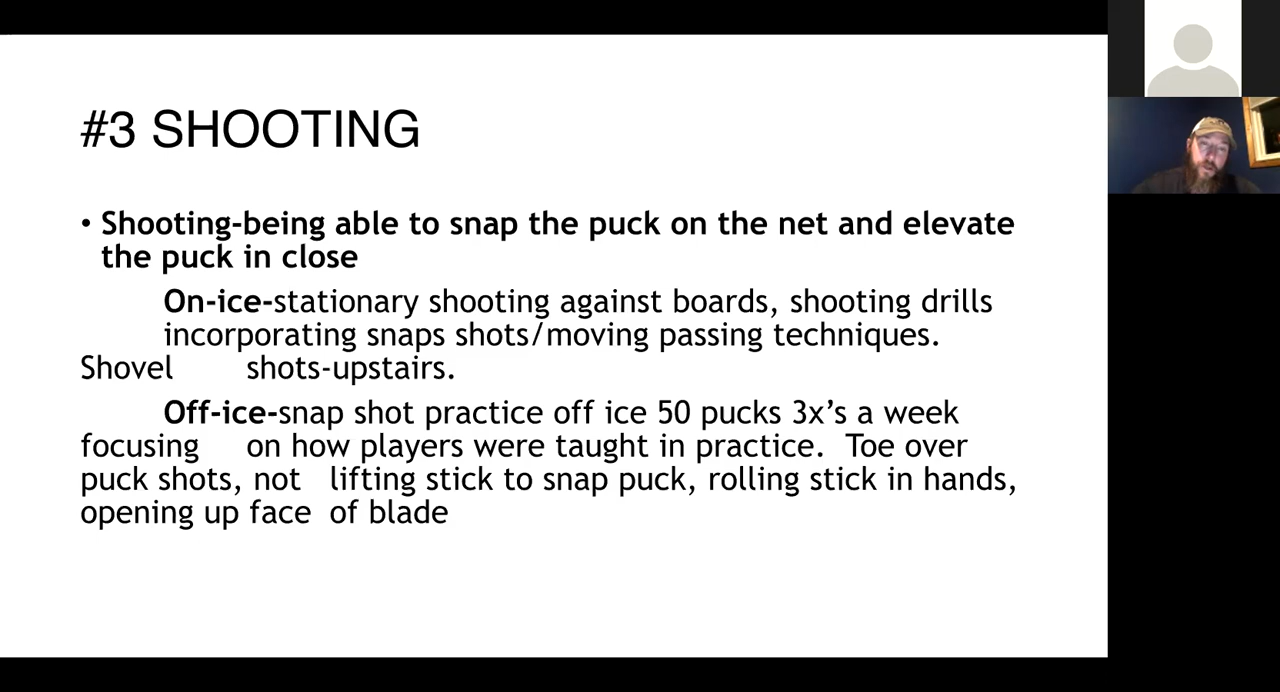 #3 SHOOTING
• Shooting-being able to snap the puck on the net and elevate
the puck in close
On-ice-stationary shooting against boards, shooting drills
incorporating snaps shots/moving passing techniques.
Shovel shots-upstairs.
Off-ice-snap shot practice off ice 50 pucks 3x’s a week
focusing on how players were taught in practice. Toe over
puck shots, not lifting stick to snap puck, rolling stick in hands,
opening up face of blade